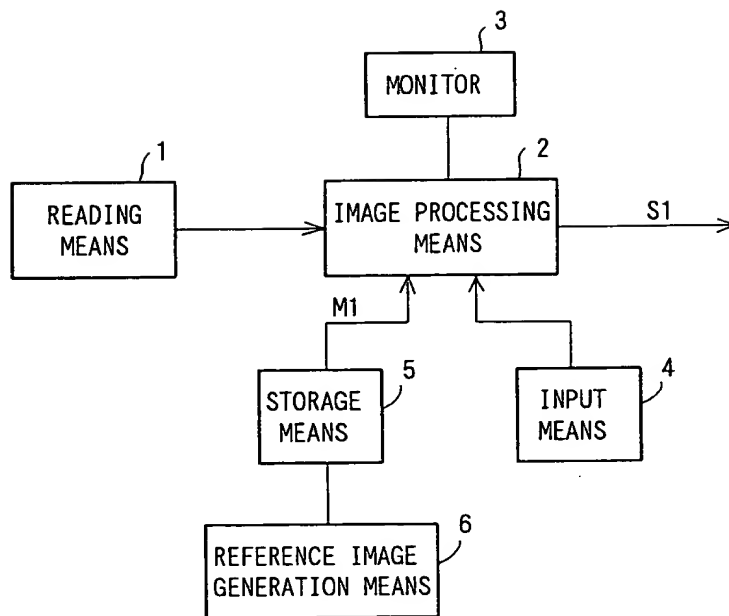 3
MONITOR
1
2
READING
MEANS
IMAGE PROCESSING
MEANS
S1
M1
5
4
STORAGE
MEANS
INPUT
MEANS
6
REFERENCE IMAGE
GENERATION MEANS